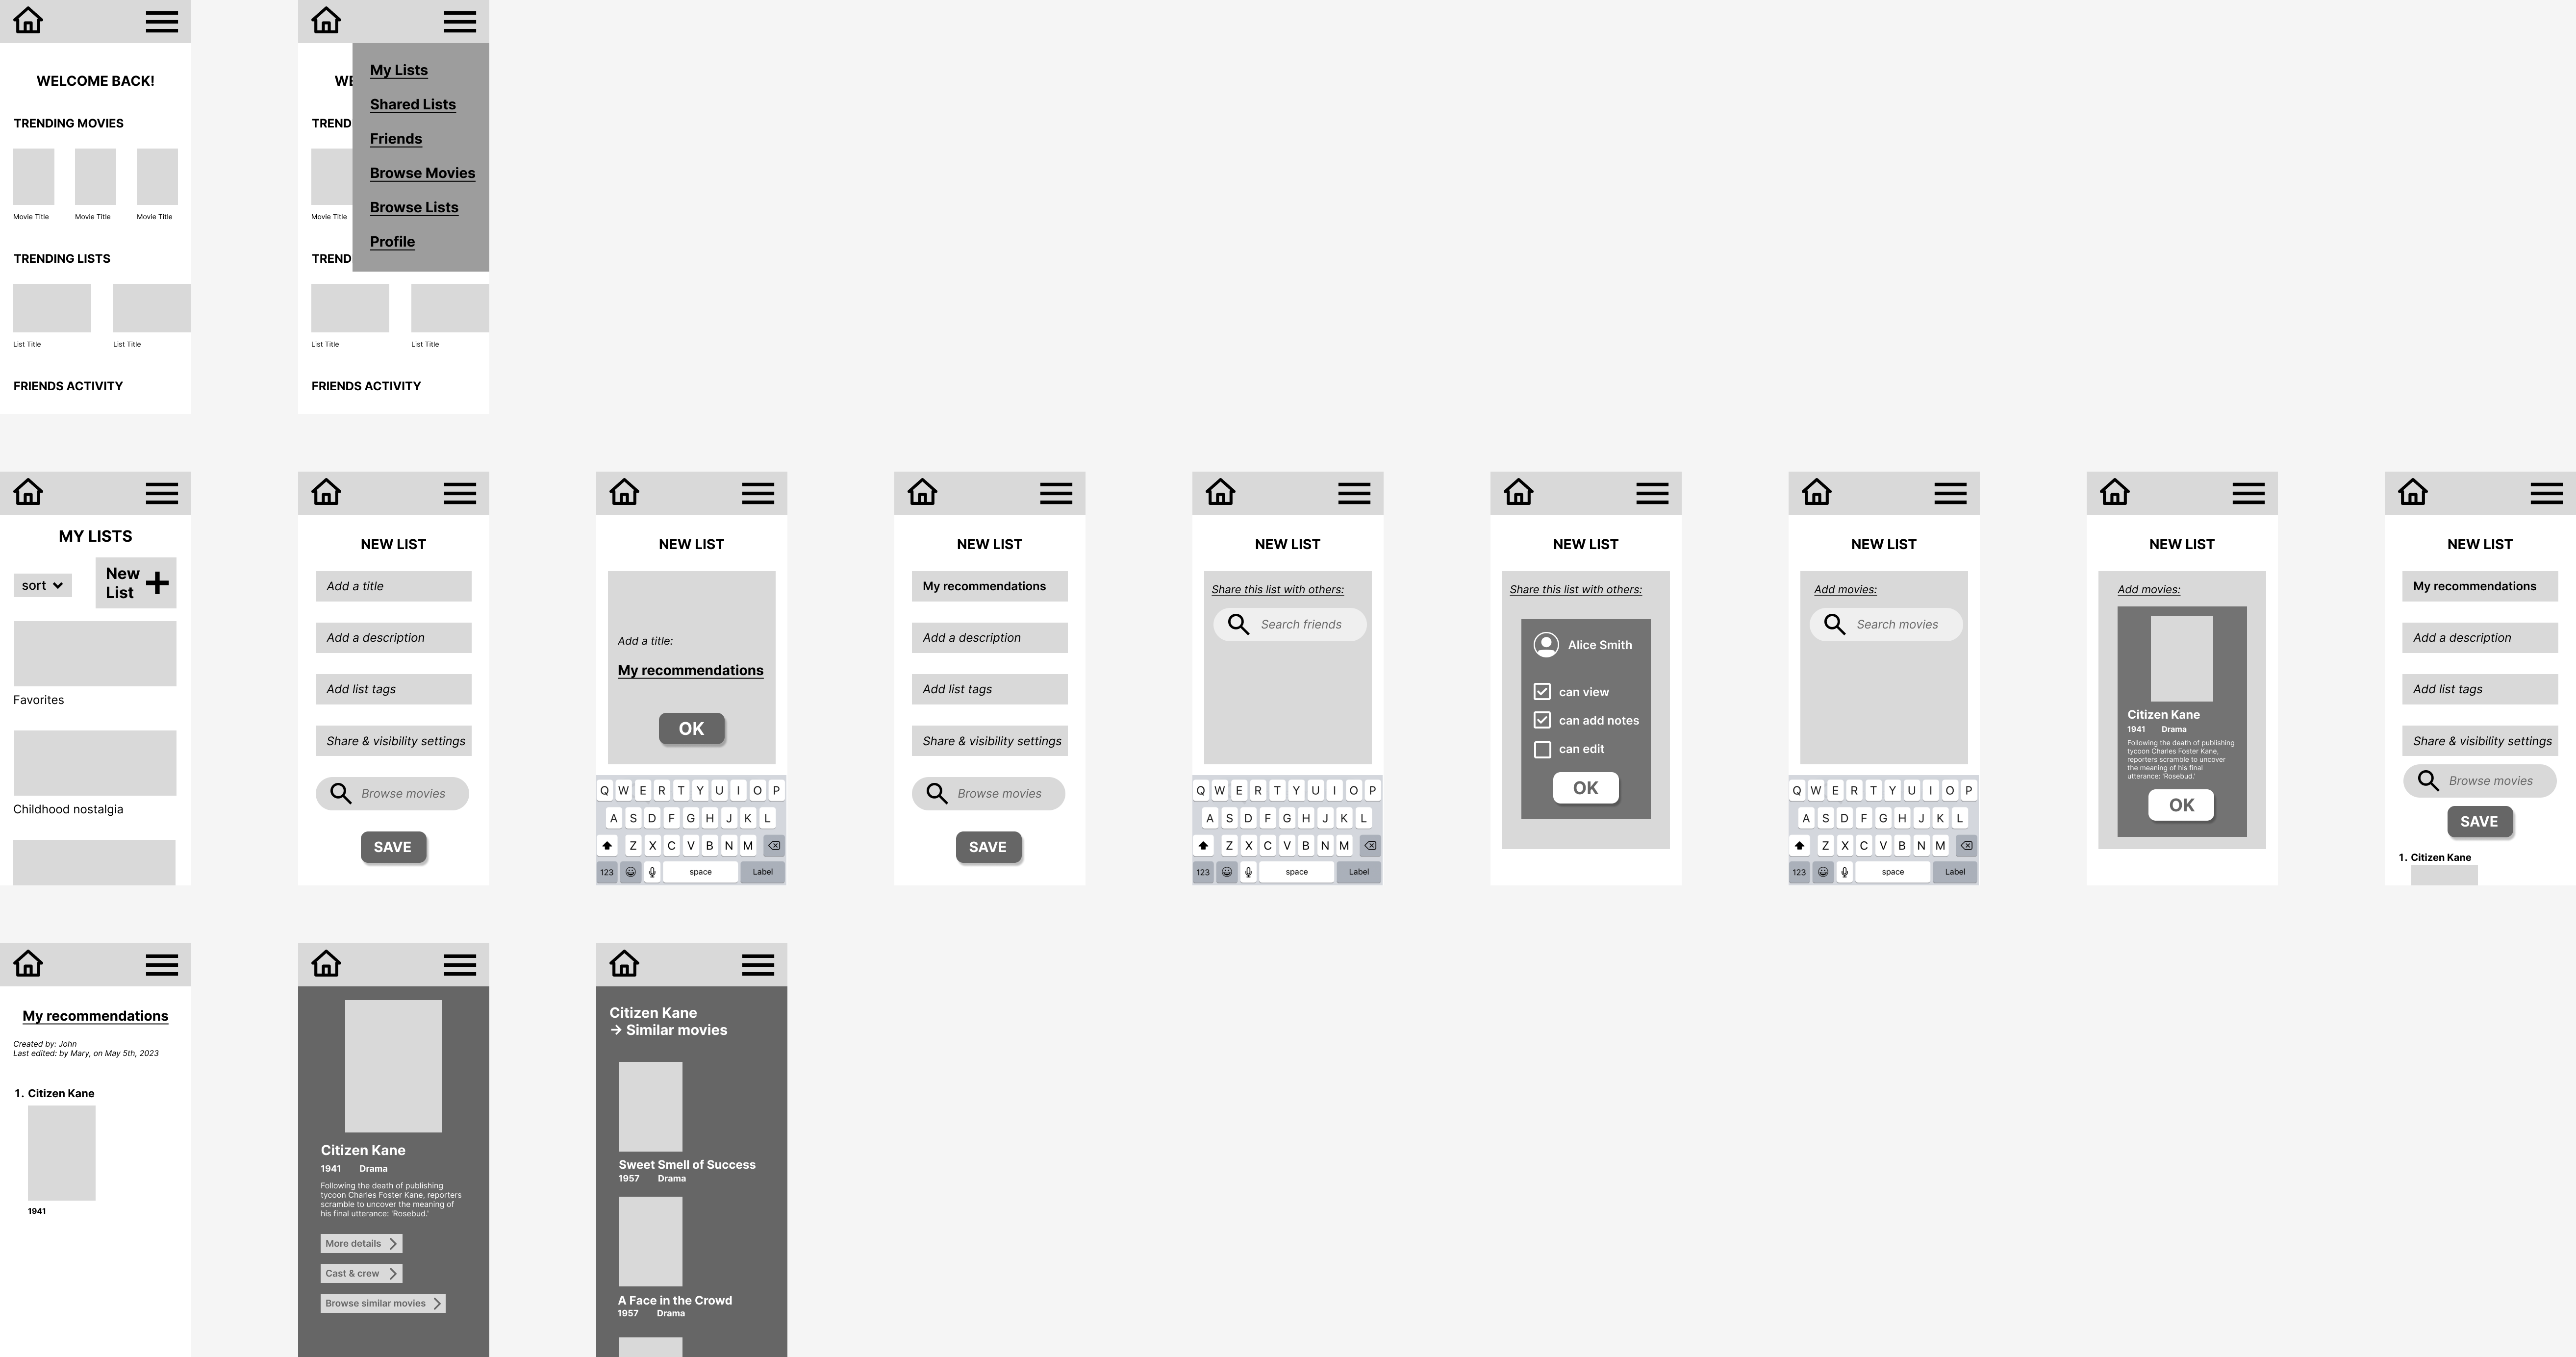 WELCOME BACK!
TRENDING MOVIES
Movie Title Movie Title Movie Title
TRENDING LISTS
List Title List Title
FRIENDS ACTIVITY
WE
My Lists
Shared Lists
TREND
Friends
Browse Movies
Browse Lists
Movie Title
Profile
TREND
List Title List Title
FRIENDS ACTIVITY
MY LISTS
sort
New
List
Favorites
Childhood nostalgia
NEW LIST
Add a title
Add a description
Add list tags
Share & visibility settings
Browse movies
SAVE
NEW LIST
Add a title:
My recommendations
OK
Q W E R T Y U I O P
A S D F G H J K L
Z X C V B N M
123 space Label
NEW LIST
My recommendations
Add a description
Add list tags
Share & visibility settings
Browse movies
SAVE
NEW LIST
Share this list with others:
Search friends
Q W E R T Y U I O P
A S D F G H J K L
Z X C V B N M
123 space Label
NEW LIST
Share this list with others:
Alice Smith
can view
can add notes
can edit
OK
NEW LIST
Add movies:
Search movies
Q W E R T Y U I O P
A S D F G H J K L
Z X C V B N M
123 space Label
NEW LIST
Add movies:
Citizen Kane
1941 Drama
Following the death of publishing
tycoon Charles Foster Kane,
reporters scramble to uncover
the meaning of his final
utterance: 'Rosebud.'
OK
NEW LIST
My recommendations
Add a description
Add list tags
Share & visibility settings
Browse movies
SAVE
1. Citizen Kane
My recommendations
Created by: John
Last edited: by Mary, on May 5th, 2023
1. Citizen Kane
1941
Citizen Kane
1941 Drama
Following the death of publishing
tycoon Charles Foster Kane, reporters
scramble to uncover the meaning of
his final utterance: 'Rosebud.'
More details
Cast & crew
Browse similar movies
Citizen Kane
→ Similar movies
Sweet Smell of Success
1957 Drama
A Face in the Crowd
1957 Drama